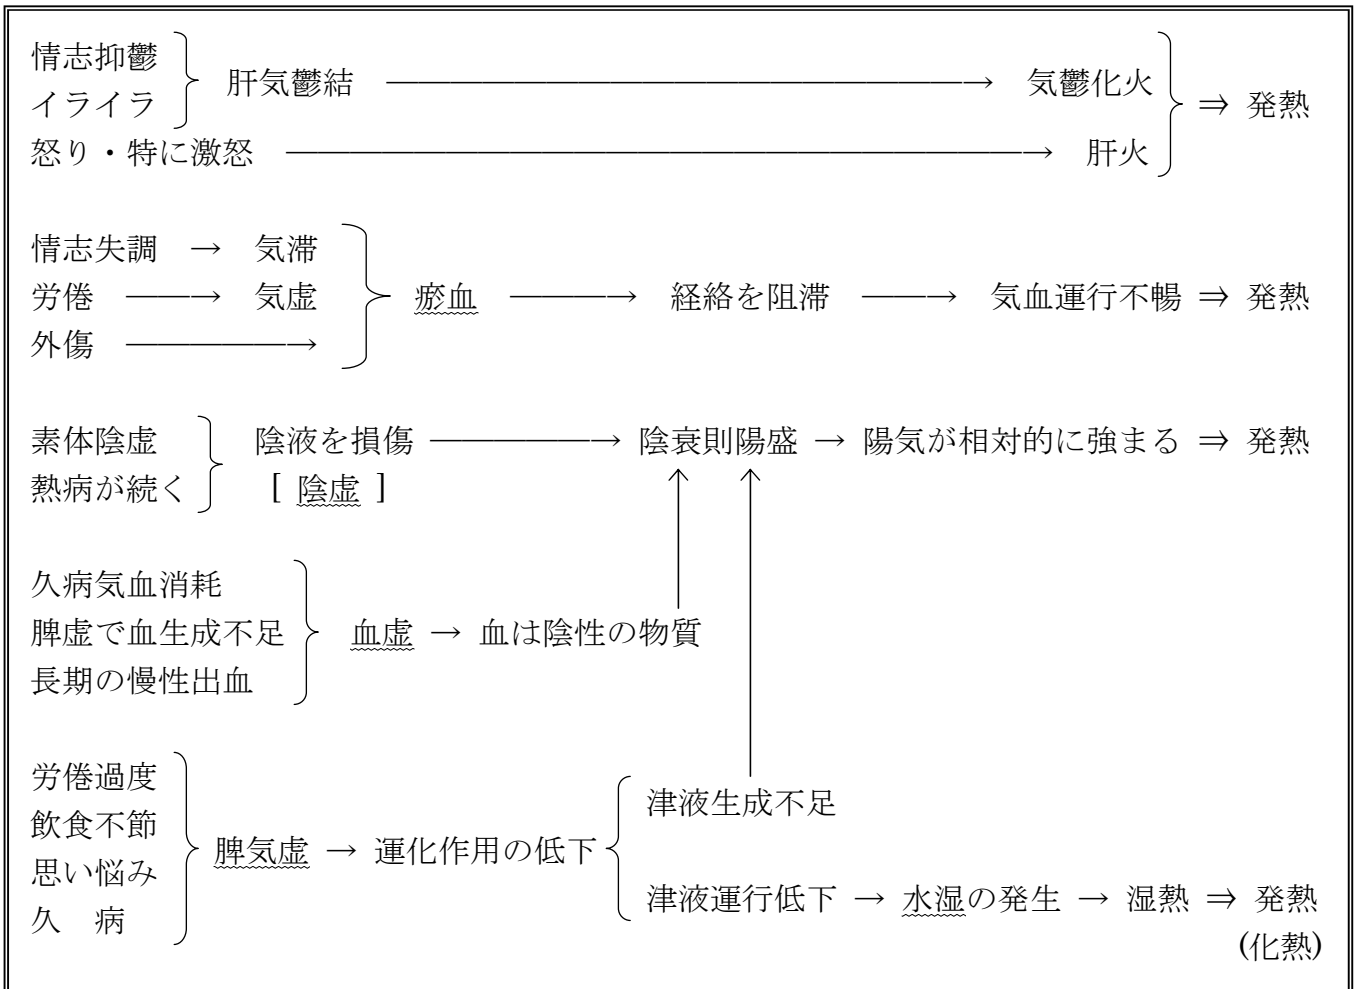 情志抑鬱
イライラ
肝気鬱結 → 気鬱化火
怒り・特に激怒 → 肝火
⇒ 発熱
情志失調 → 気滞
労倦 → 気虚
外傷 →
瘀血 → 経絡を阻滞 → 気血運行不暢 ⇒ 発熱
素体陰虚
熱病が続く
陰液を損傷 → 陰衰則陽盛 → 陽気が相対的に強まる ⇒ 発熱
[ 陰虚 ]
久病気血消耗
脾虚で血生成不足
長期の慢性出血
血虚 → 血は陰性の物質
労倦過度
飲食不節
思い悩み
久 病
脾気虚 → 運化作用の低下
津液生成不足
津液運行低下 → 水湿の発生 → 湿熱 ⇒ 発熱
(化熱)